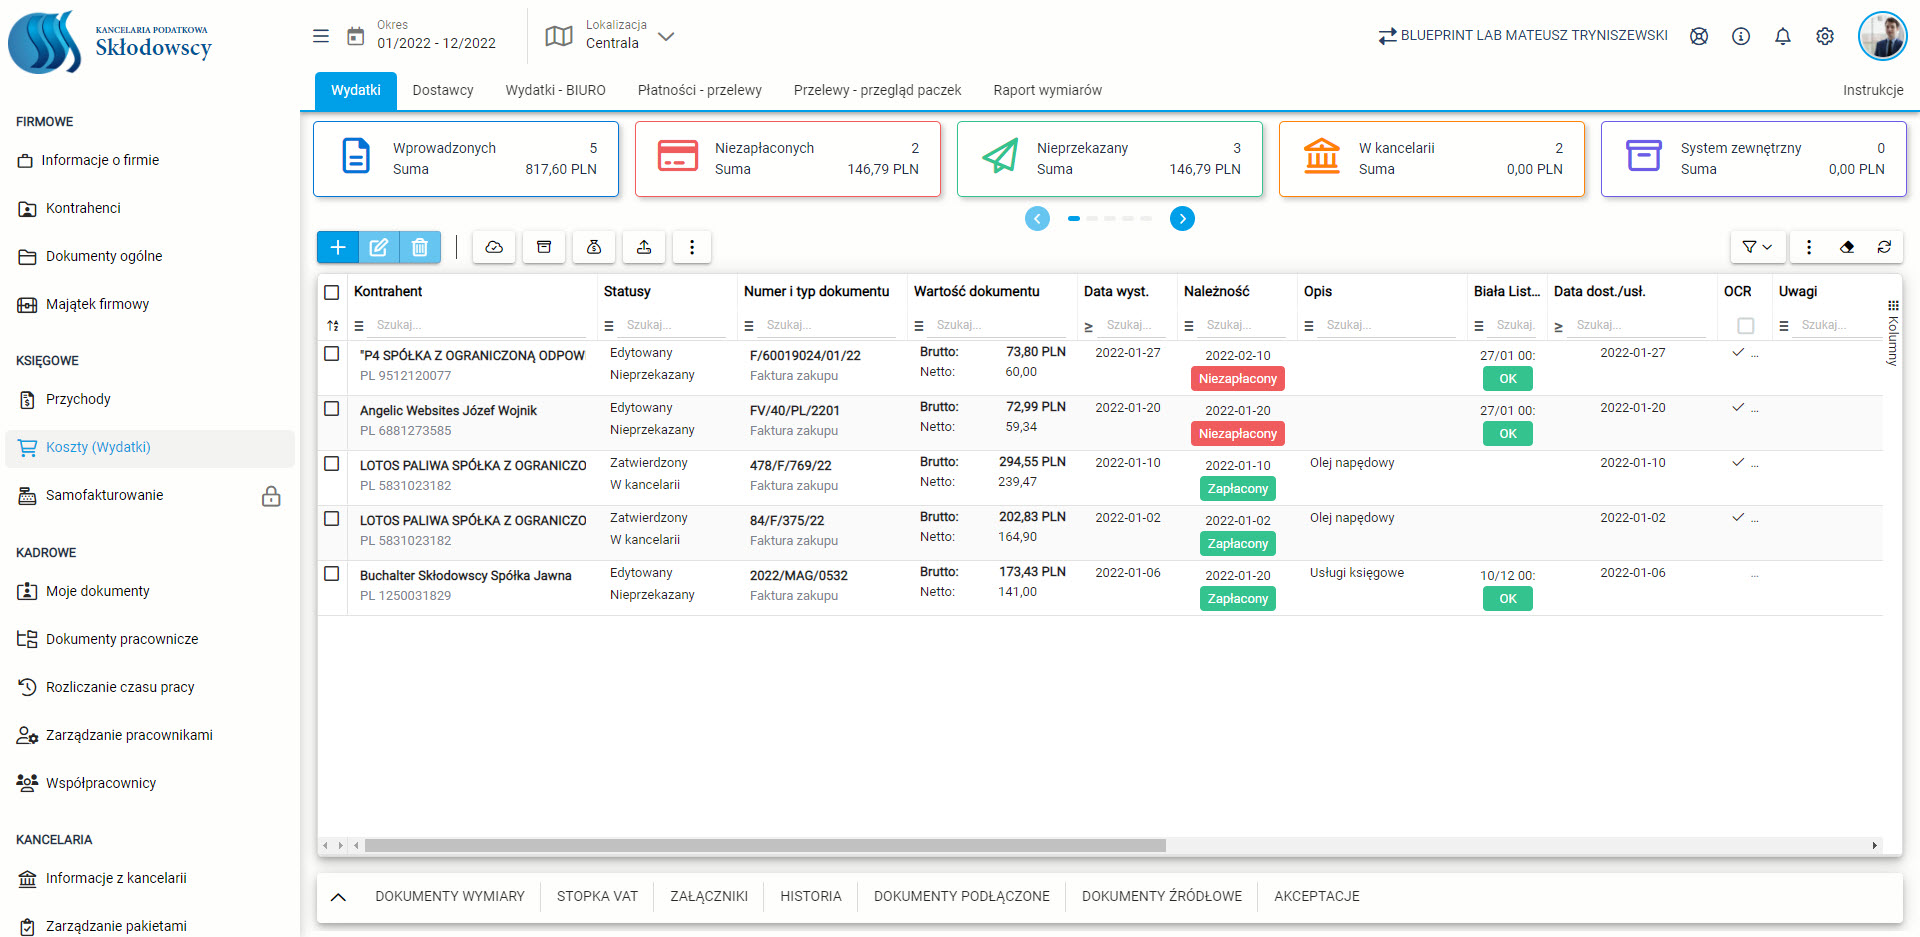 KANCELARIA PODATKOWA
Skłodowscy
Okres
01/2022 - 12/2022
Lokalizacja
Centrala
BLUEPRINT LAB MATEUSZ TRYNISZEWSKI
Wydatki
Dostawcy
Wydatki - BIURO
Płatności - przelewy
Przelewy - przegląd paczek
Raport wymiarów
Instrukcje
FIRMOWE
Informacje o firmie
Kontrahenci
Dokumenty ogólne
Majątek firmowy
KSIĘGOWE
Przychody
Koszty (Wydatki)
Samofakturowanie
KADROWE
Moje dokumenty
Dokumenty pracownicze
Rozliczanie czasu pracy
Zarządzanie pracownikami
Współpracownicy
KANCELARIA
Informacje z kancelarii
Zarządzanie pakietami
Wprowadzonych 5
Suma 817,60 PLN
Niezapłaconych 2
Suma 146,79 PLN
Nieprzekazany 3
Suma 146,79 PLN
W kancelarii 2
Suma 0,00 PLN
System zewnętrzny 0
Suma 0,00 PLN
Kontrahent Statusy Numer i typ dokumentu Wartość dokumentu Data wyst. Należność Opis Biała List... Data dost./usł. OCR Uwagi
Szukaj... Szukaj... Szukaj... Szukaj... ≥ Szukaj... Szukaj... Szukaj... Szukaj. ≥ Szukaj... Szukaj...
Kolumny
"P4 SPÓŁKA Z OGRANICZONĄ ODPOW Edytowany F/60019024/01/22 Brutto: 73,80 PLN 2022-01-27 2022-02-10 27/01 00: 2022-01-27 ...
PL 9512120077 Nieprzekazany Faktura zakupu Netto: 60,00 Niezapłacony OK
Angelic Websites Józef Wojnik Edytowany FV/40/PL/2201 Brutto: 72,99 PLN 2022-01-20 2022-01-20 27/01 00: 2022-01-20 ...
PL 6881273585 Nieprzekazany Faktura zakupu Netto: 59,34 Niezapłacony OK
LOTOS PALIWA SPÓŁKA Z OGRANICZO Zatwierdzony 478/F/769/22 Brutto: 294,55 PLN 2022-01-10 2022-01-10 Olej napędowy 2022-01-10 ...
PL 5831023182 W kancelarii Faktura zakupu Netto: 239,47 Zapłacony
LOTOS PALIWA SPÓŁKA Z OGRANICZO Zatwierdzony 84/F/375/22 Brutto: 202,83 PLN 2022-01-02 2022-01-02 Olej napędowy 2022-01-02 ...
PL 5831023182 W kancelarii Faktura zakupu Netto: 164,90 Zapłacony
Buchalter Skłodowscy Spółka Jawna Edytowany 2022/MAG/0532 Brutto: 173,43 PLN 2022-01-06 2022-01-20 Usługi księgowe 10/12 00: 2022-01-06 ...
PL 1250031829 Nieprzekazany Faktura zakupu Netto: 141,00 Zapłacony OK
DOKUMENTY WYMIARY
STOPKA VAT
ZAŁĄCZNIKI
HISTORIA
DOKUMENTY PODŁĄCZONE
DOKUMENTY ŹRÓDŁOWE
AKCEPTACJE